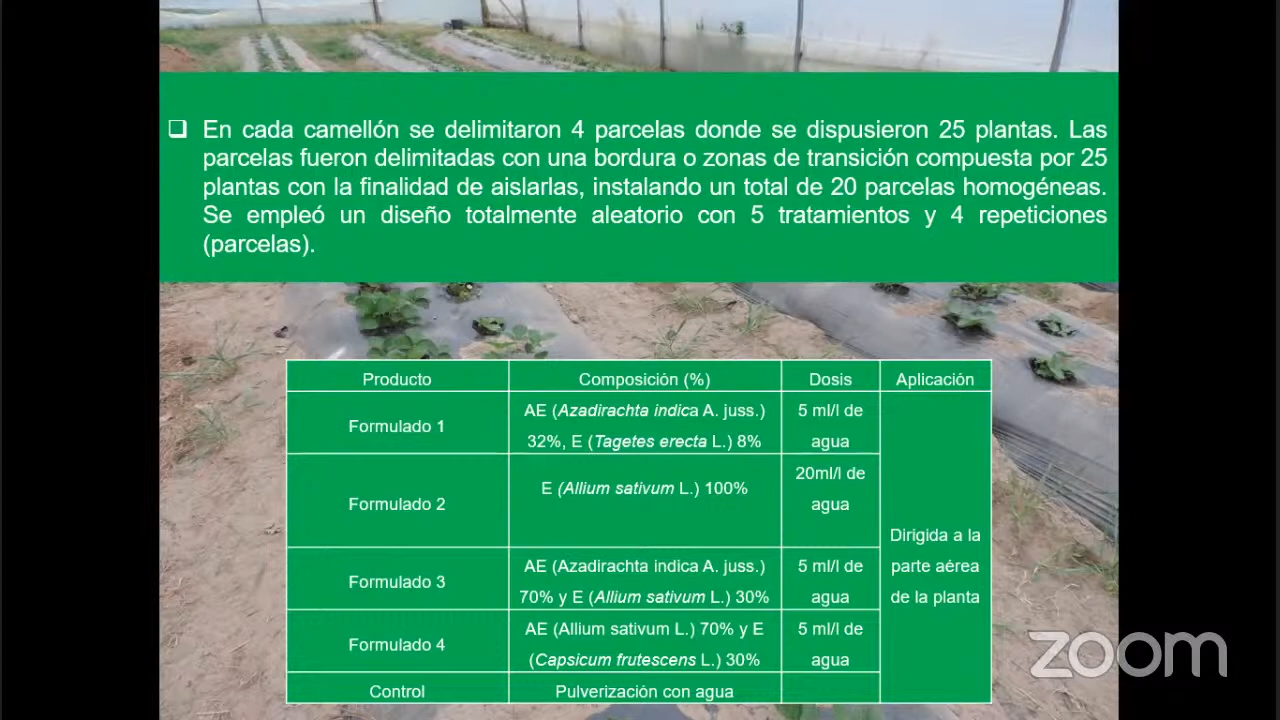 ❑ En cada camellón se delimitaron 4 parcelas donde se dispusieron 25 plantas. Las
parcelas fueron delimitadas con una bordura o zonas de transición compuesta por 25
plantas con la finalidad de aislarlas, instalando un total de 20 parcelas homogéneas.
Se empleó un diseño totalmente aleatorio con 5 tratamientos y 4 repeticiones
(parcelas).
Producto Composición (%) Dosis Aplicación
Formulado 1
AE (Azadirachta indica A. juss.)
32%, E (Tagetes erecta L.) 8%
5 ml/l de
agua
Formulado 2
E (Allium sativum L.) 100%
20ml/l de
agua
Formulado 3
AE (Azadirachta indica A. juss.)
70% y E (Allium sativum L.) 30%
5 ml/l de
agua
Formulado 4
AE (Allium sativum L.) 70% y E
(Capsicum frutescens L.) 30%
5 ml/l de
agua
Control Pulverización con agua
Dirigida a la
parte aérea
de la planta
zoom